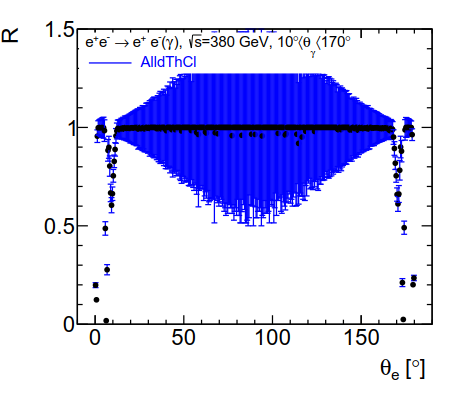 R
1.5
e⁺e⁻ → e⁺ e⁻(γ), √s=380 GeV, 10°⟨θγ⟨170°
AlldThCl
1
0.5
0
0 50 100 150
θe [°]